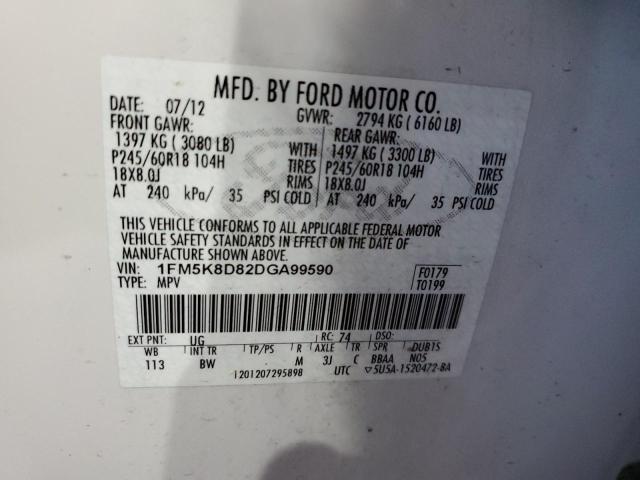 MFD. BY FORD MOTOR CO.
DATE: 07/12 GVWR: 2794 KG ( 6160 LB)
FRONT GAWR: REAR GAWR:
1397 KG ( 3080 LB) WITH 1497 KG ( 3300 LB) WITH
P245/60R18 104H TIRES P245/60R18 104H TIRES
18X8.0J RIMS 18X8.0J RIMS
AT 240 kPa/ 35 PSI COLD AT 240 kPa/ 35 PSI COLD
THIS VEHICLE CONFORMS TO ALL APPLICABLE FEDERAL MOTOR
VEHICLE SAFETY STANDARDS IN EFFECT ON THE DATE OF
MANUFACTURE SHOWN ABOVE.
VIN: 1FM5K8D82DGA99590 F0179
TYPE: MPV T0199
EXT PNT: UG RC: 74 DSO:
WB INT TR TP/PS R AXLE TR SPR DUB15
113 BW - M 3J C BBAA N05
1201207295898 UTC ▽5U5A-1520472-BA